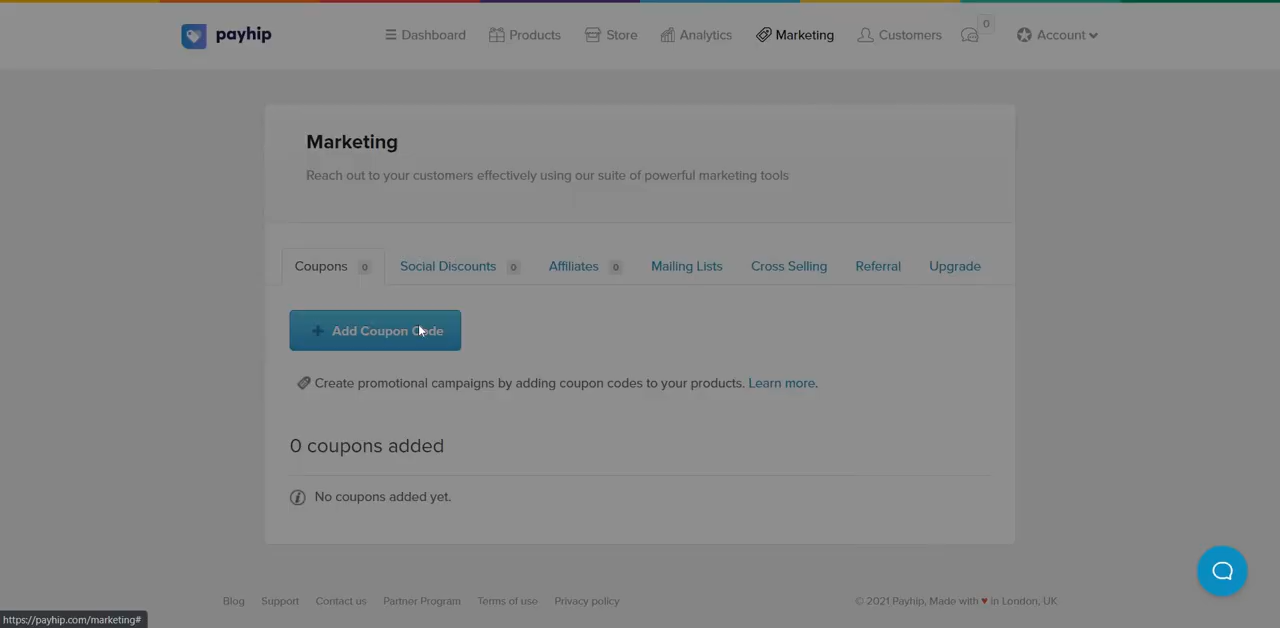 payhip
Dashboard
Products
Store
Analytics
Marketing
Customers
0
Account
Marketing
Reach out to your customers effectively using our suite of powerful marketing tools
Coupons 0
Social Discounts 0
Affiliates 0
Mailing Lists
Cross Selling
Referral
Upgrade
+ Add Coupon Code
Create promotional campaigns by adding coupon codes to your products. Learn more.
0 coupons added
No coupons added yet.
Blog
Support
Contact us
Partner Program
Terms of use
Privacy policy
© 2021 Payhip, Made with ♥ in London, UK
https://payhip.com/marketing#